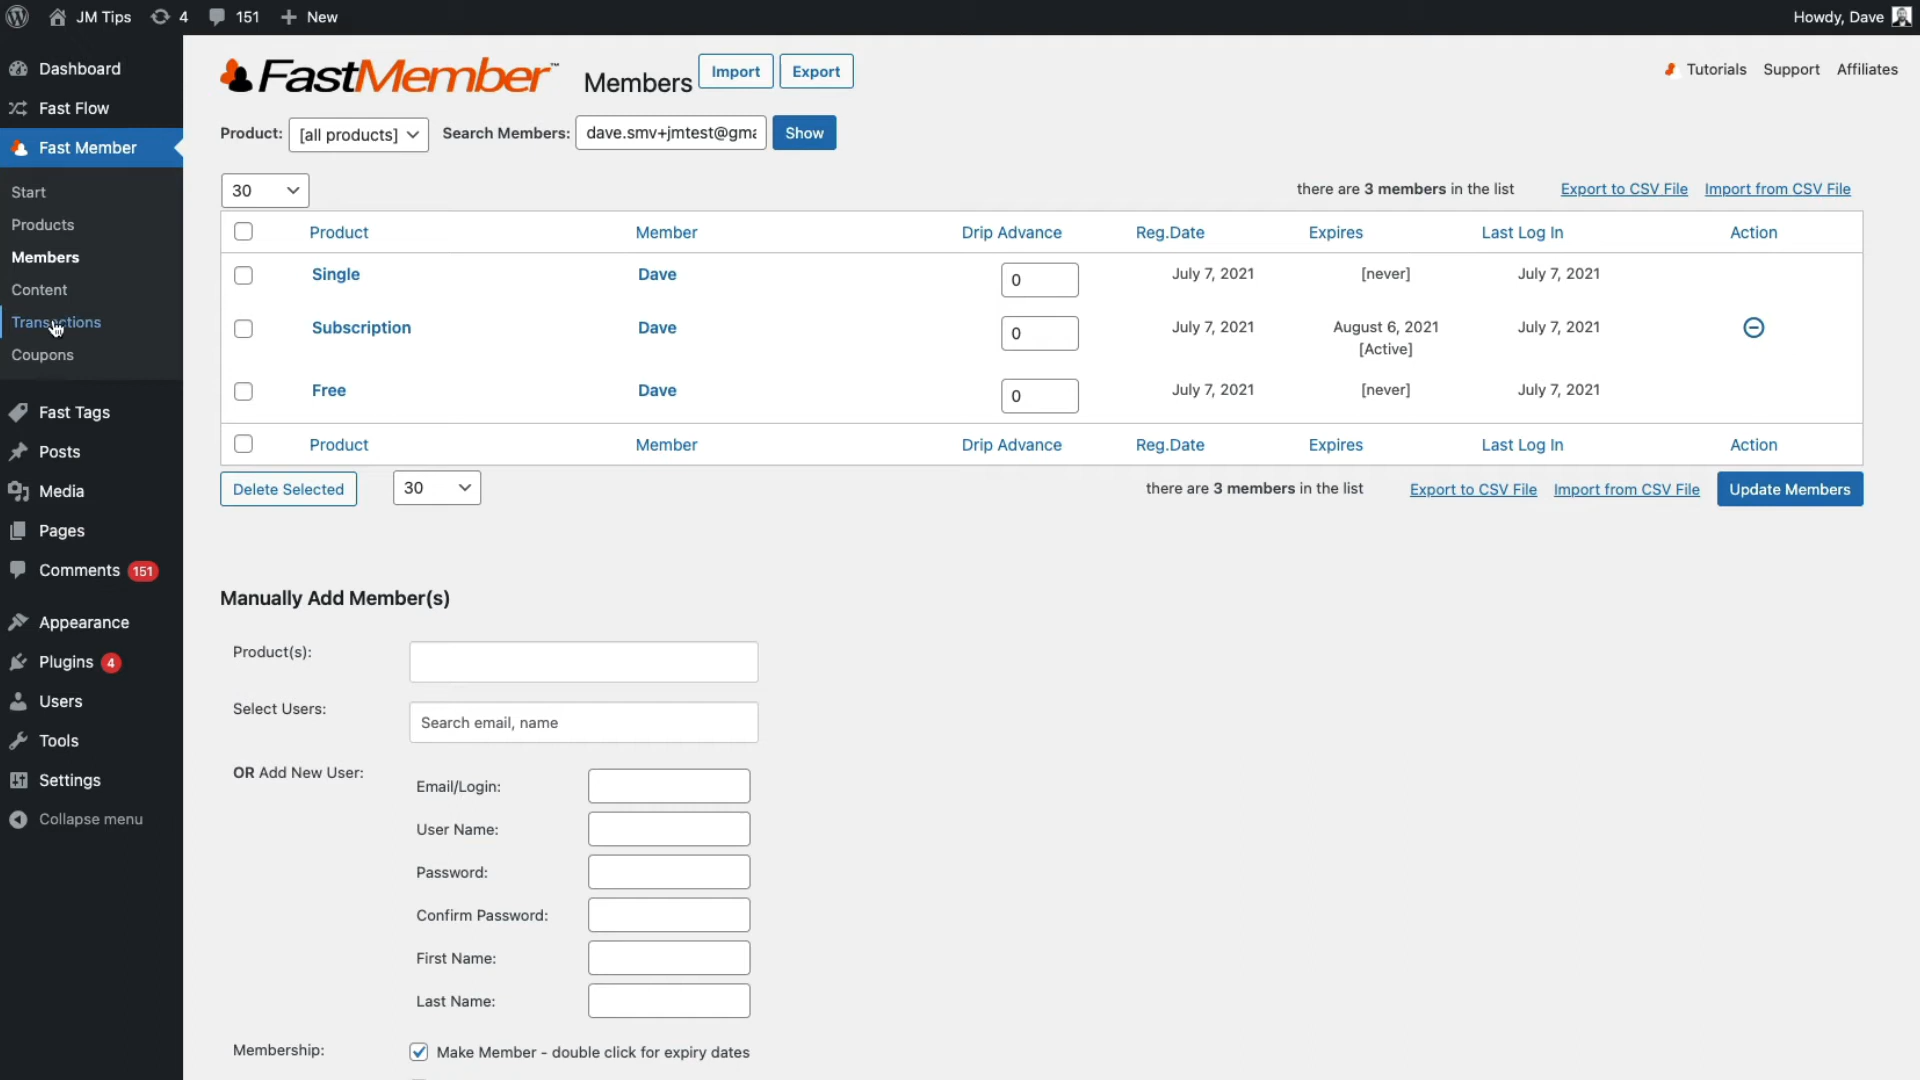 JM Tips 4 151 New Howdy, Dave
Dashboard
Fast Flow
Fast Member
Start
Products
Members
Content
Transactions
Coupons
Fast Tags
Posts
Media
Pages
Comments 151
Appearance
Plugins 4
Users
Tools
Settings
Collapse menu
FastMember™ Members Import Export Tutorials Support Affiliates
Product: [all products] Search Members: dave.smv+jmtest@gma Show
30 there are 3 members in the list Export to CSV File Import from CSV File
Product Member Drip Advance Reg.Date Expires Last Log In Action
Single Dave 0 July 7, 2021 [never] July 7, 2021
Subscription Dave 0 July 7, 2021 August 6, 2021 July 7, 2021
[Active]
Free Dave 0 July 7, 2021 [never] July 7, 2021
Product Member Drip Advance Reg.Date Expires Last Log In Action
Delete Selected 30 there are 3 members in the list Export to CSV File Import from CSV File Update Members
Manually Add Member(s)
Product(s):
Select Users: Search email, name
OR Add New User:
Email/Login:
User Name:
Password:
Confirm Password:
First Name:
Last Name:
Membership: Make Member - double click for expiry dates